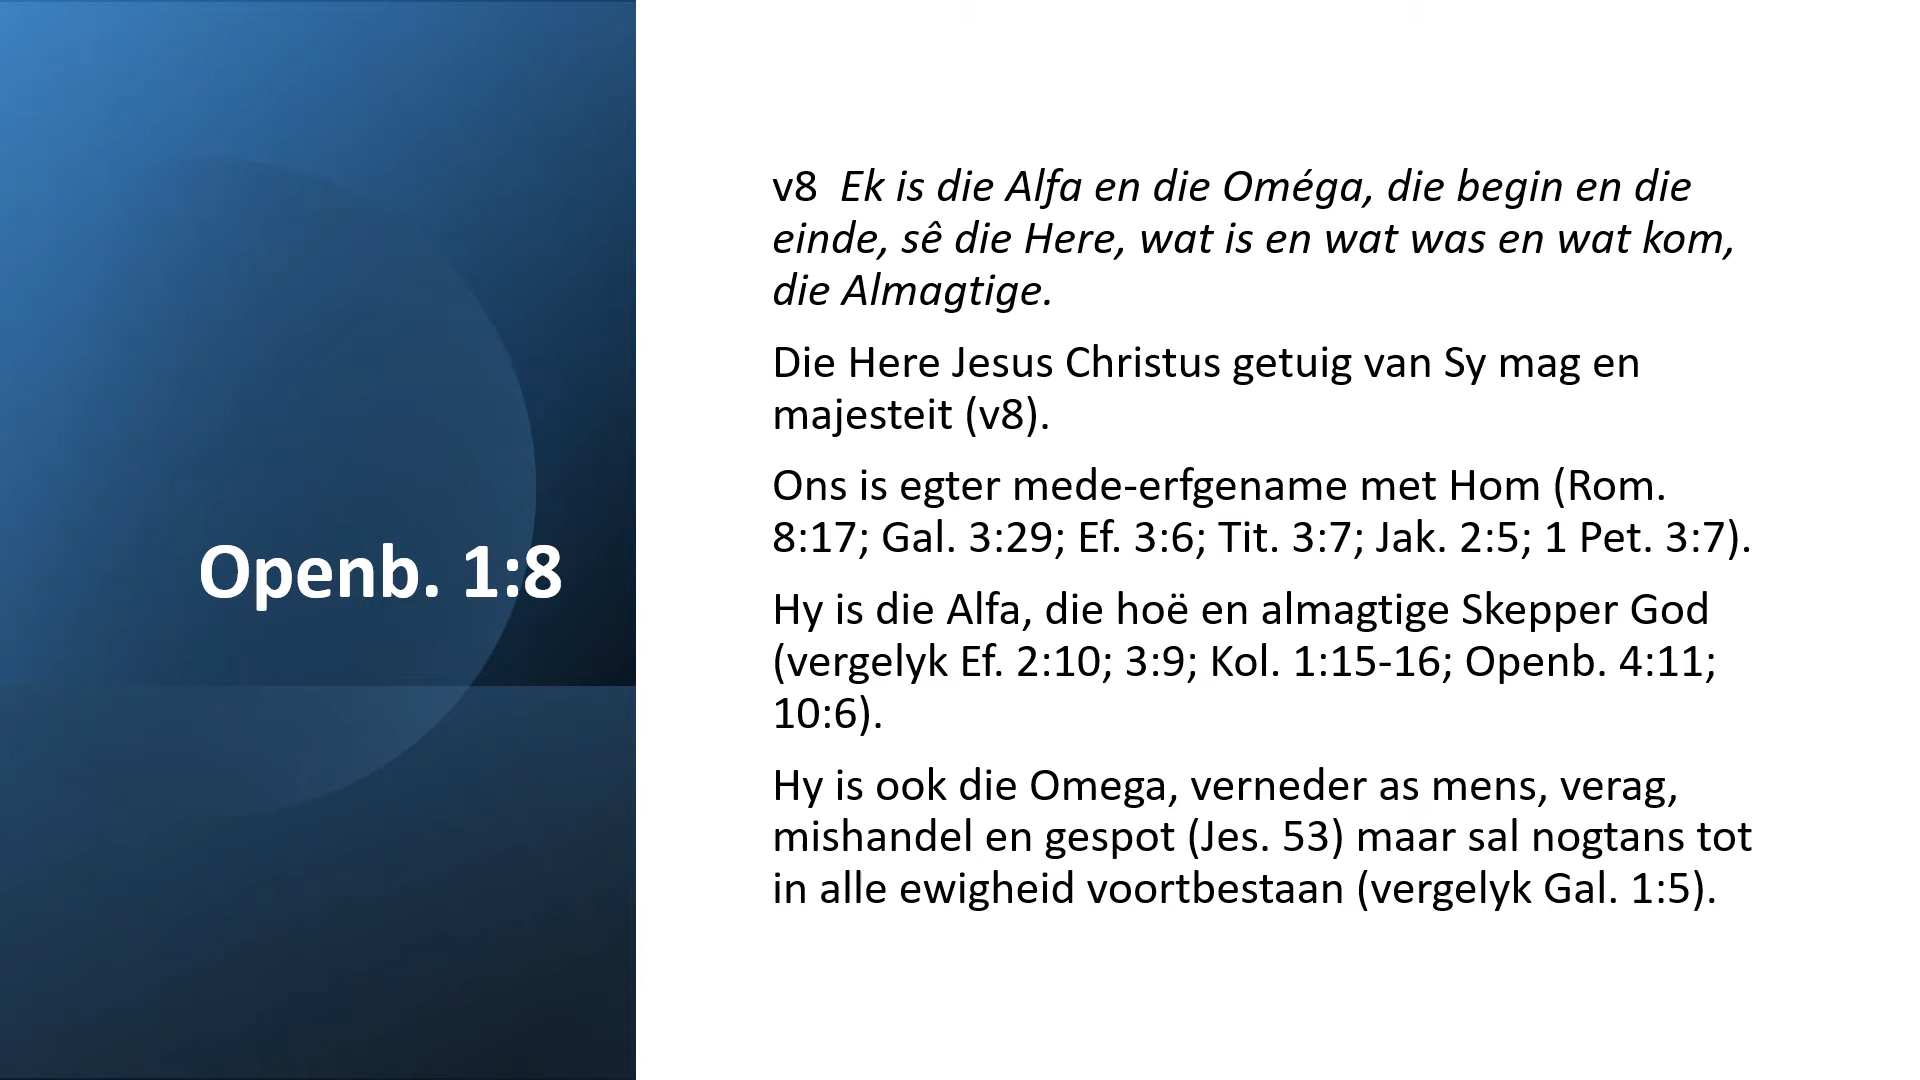 Openb. 1:8
v8  Ek is die Alfa en die Oméga, die begin en die
einde, sê die Here, wat is en wat was en wat kom,
die Almagtige.
Die Here Jesus Christus getuig van Sy mag en
majesteit (v8).
Ons is egter mede-erfgename met Hom (Rom.
8:17; Gal. 3:29; Ef. 3:6; Tit. 3:7; Jak. 2:5; 1 Pet. 3:7).
Hy is die Alfa, die hoë en almagtige Skepper God
(vergelyk Ef. 2:10; 3:9; Kol. 1:15-16; Openb. 4:11;
10:6).
Hy is ook die Omega, verneder as mens, verag,
mishandel en gespot (Jes. 53) maar sal nogtans tot
in alle ewigheid voortbestaan (vergelyk Gal. 1:5).